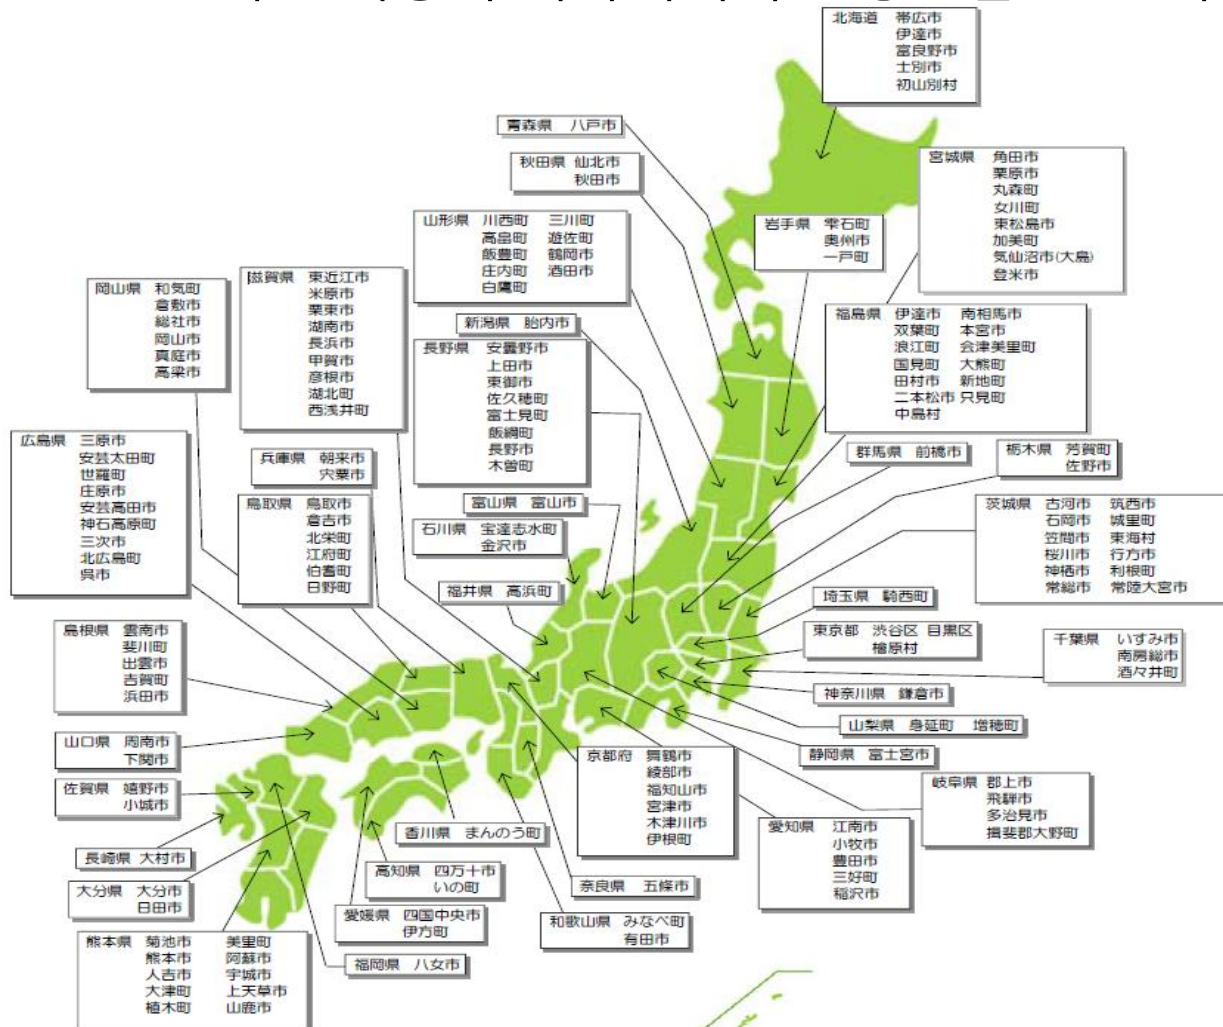 北海道 帯広市
伊達市
富良野市
士別市
初山別村
青森県 八戸市
秋田県 仙北市
秋田市
宮城県 角田市
栗原市
丸森町
女川町
東松島市
加美町
気仙沼市(大島)
登米市
山形県 川西町 三川町
高畠町 遊佐町
飯豊町 鶴岡市
庄内町 酒田市
白鷹町
岩手県 雫石町
奥州市
一戸町
岡山県 和気町
倉敷市
総社市
岡山市
真庭市
高梁市
滋賀県 東近江市
米原市
栗東市
湖南市
長浜市
甲賀市
彦根市
湖北町
西浅井町
新潟県 胎内市
長野県 安曇野市
上田市
東御市
佐久穂町
富士見町
飯綱町
長野市
木曽町
福島県 伊達市 南相馬市
双葉町 本宮市
浪江町 会津美里町
国見町 大熊町
田村市 新地町
二本松市 只見町
中島村
広島県 三原市
安芸太田町
世羅町
庄原市
安芸高田市
神石高原町
三次市
北広島町
呉市
兵庫県 朝来市
宍粟市
群馬県 前橋市
栃木県 芳賀町
佐野市
鳥取県 鳥取市
倉吉市
北栄町
江府町
伯耆町
日野町
富山県 富山市
石川県 宝達志水町
金沢市
茨城県 古河市 筑西市
石岡市 城里町
笠間市 東海村
桜川市 行方市
神栖市 利根町
常総市 常陸大宮市
福井県 高浜町
埼玉県 騎西町
島根県 雲南市
斐川町
出雲市
吉賀町
浜田市
東京都 渋谷区 目黒区
檜原村
千葉県 いすみ市
南房総市
酒々井町
神奈川県 鎌倉市
山梨県 身延町 増穂町
山口県 周南市
下関市
静岡県 富士宮市
京都府 舞鶴市
綾部市
福知山市
宮津市
木津川市
伊根町
岐阜県 郡上市
飛騨市
多治見市
揖斐郡大野町
佐賀県 嬉野市
小城市
愛知県 江南市
小牧市
豊田市
三好町
稲沢市
香川県 まんのう町
長崎県 大村市
高知県 四万十市
いの町
奈良県 五條市
大分県 大分市
日田市
愛媛県 四国中央市
伊方町
和歌山県 みなべ町
有田市
熊本県 菊池市 美里町
熊本市 阿蘇市
人吉市 宇城市
大津町 上天草市
植木町 山鹿市
福岡県 八女市